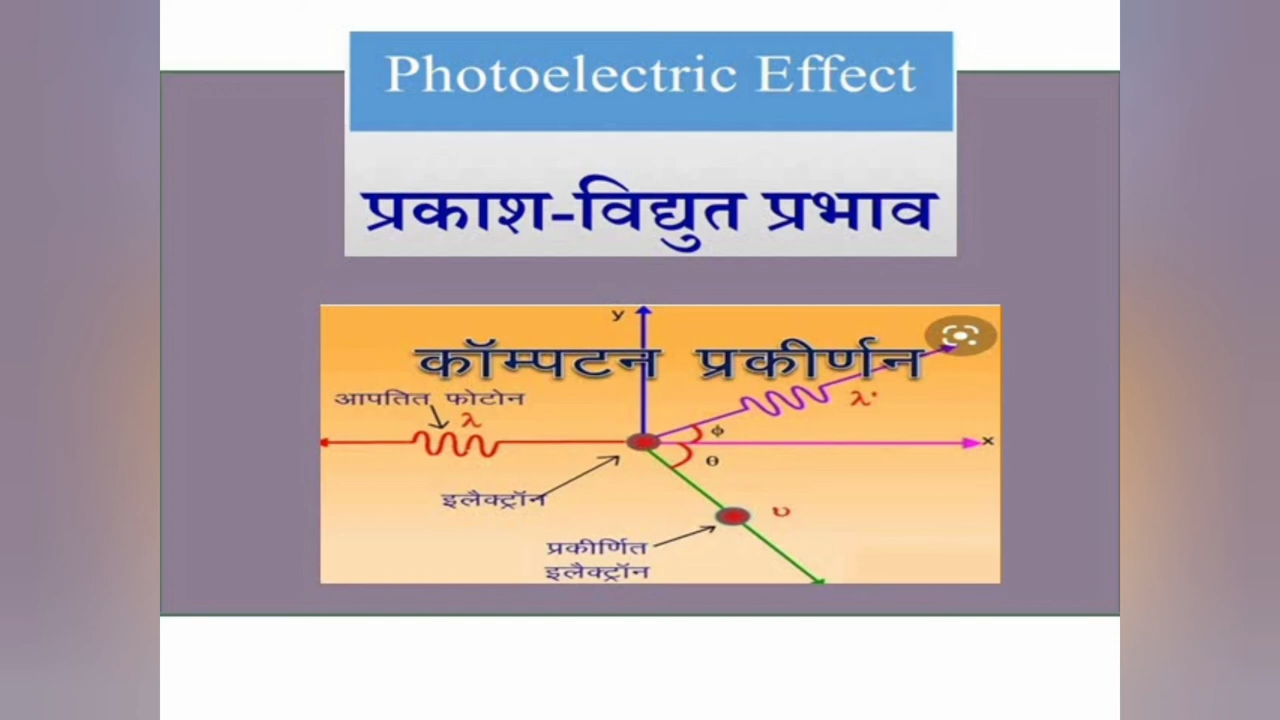 Photoelectric Effect
प्रकाश-विद्युत प्रभाव
y
कॉम्पटन प्रकीर्णन
आपतित फोटोन
λ
λ'
ϕ
x
θ
इलैक्ट्रॉन
υ
प्रकीर्णित
इलैक्ट्रॉन